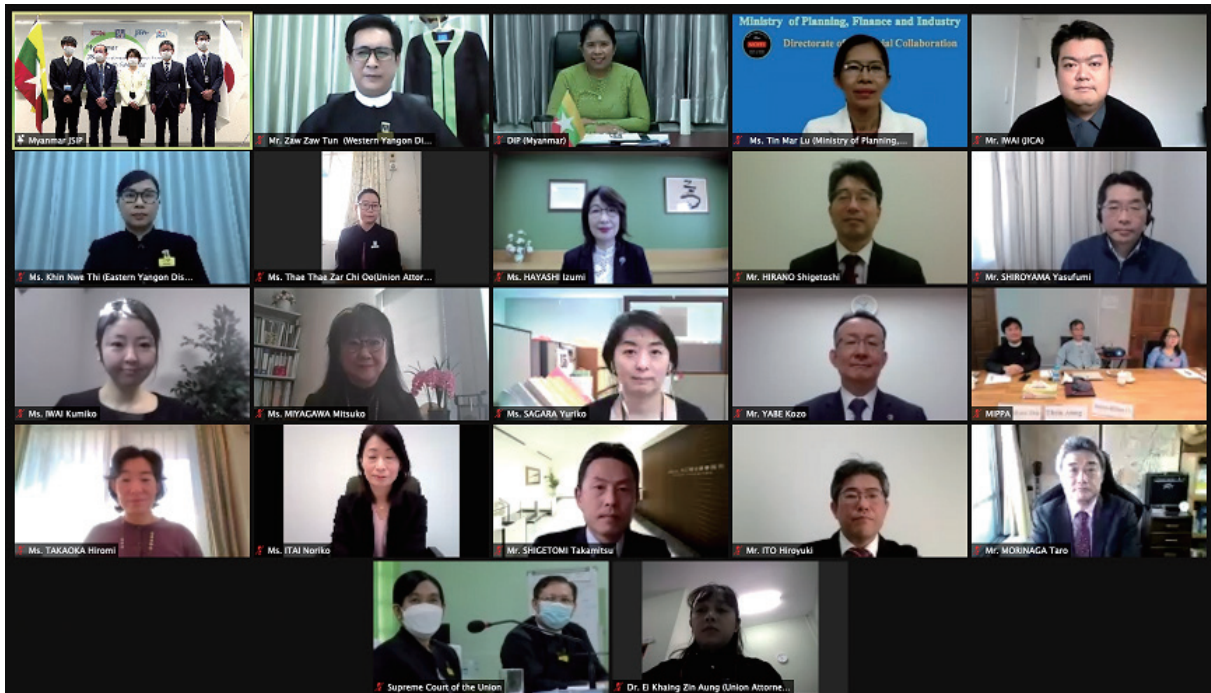 Myanmar
Myanmar JSIP
Mr. Zaw Zaw Tun (Western Yangon Di...
DIP (Myanmar)
Ministry of Planning, Finance and Industry
Ms. Tin Mar Lu (Ministry of Planning,...
Mr. IWAI (JICA)
Ms. Khin Nwe Thi (Eastern Yangon Dis...
Ms. Thae Thae Zar Chi Oo(Union Attor...
Ms. HAYASHI Izumi
Mr. HIRANO Shigetoshi
Mr. SHIROYAMA Yasufumi
Ms. IWAI Kumiko
Ms. MIYAGAWA Mitsuko
Ms. SAGARA Yuriko
Mr. YABE Kozo
MIPPA
Ms. TAKAOKA Hiromi
Ms. ITAI Noriko
Mr. SHIGETOMI Takamitsu
Mr. ITO Hiroyuki
Mr. MORINAGA Taro
Supreme Court of the Union
Dr. Ei Khaing Zin Aung (Union Attorne...